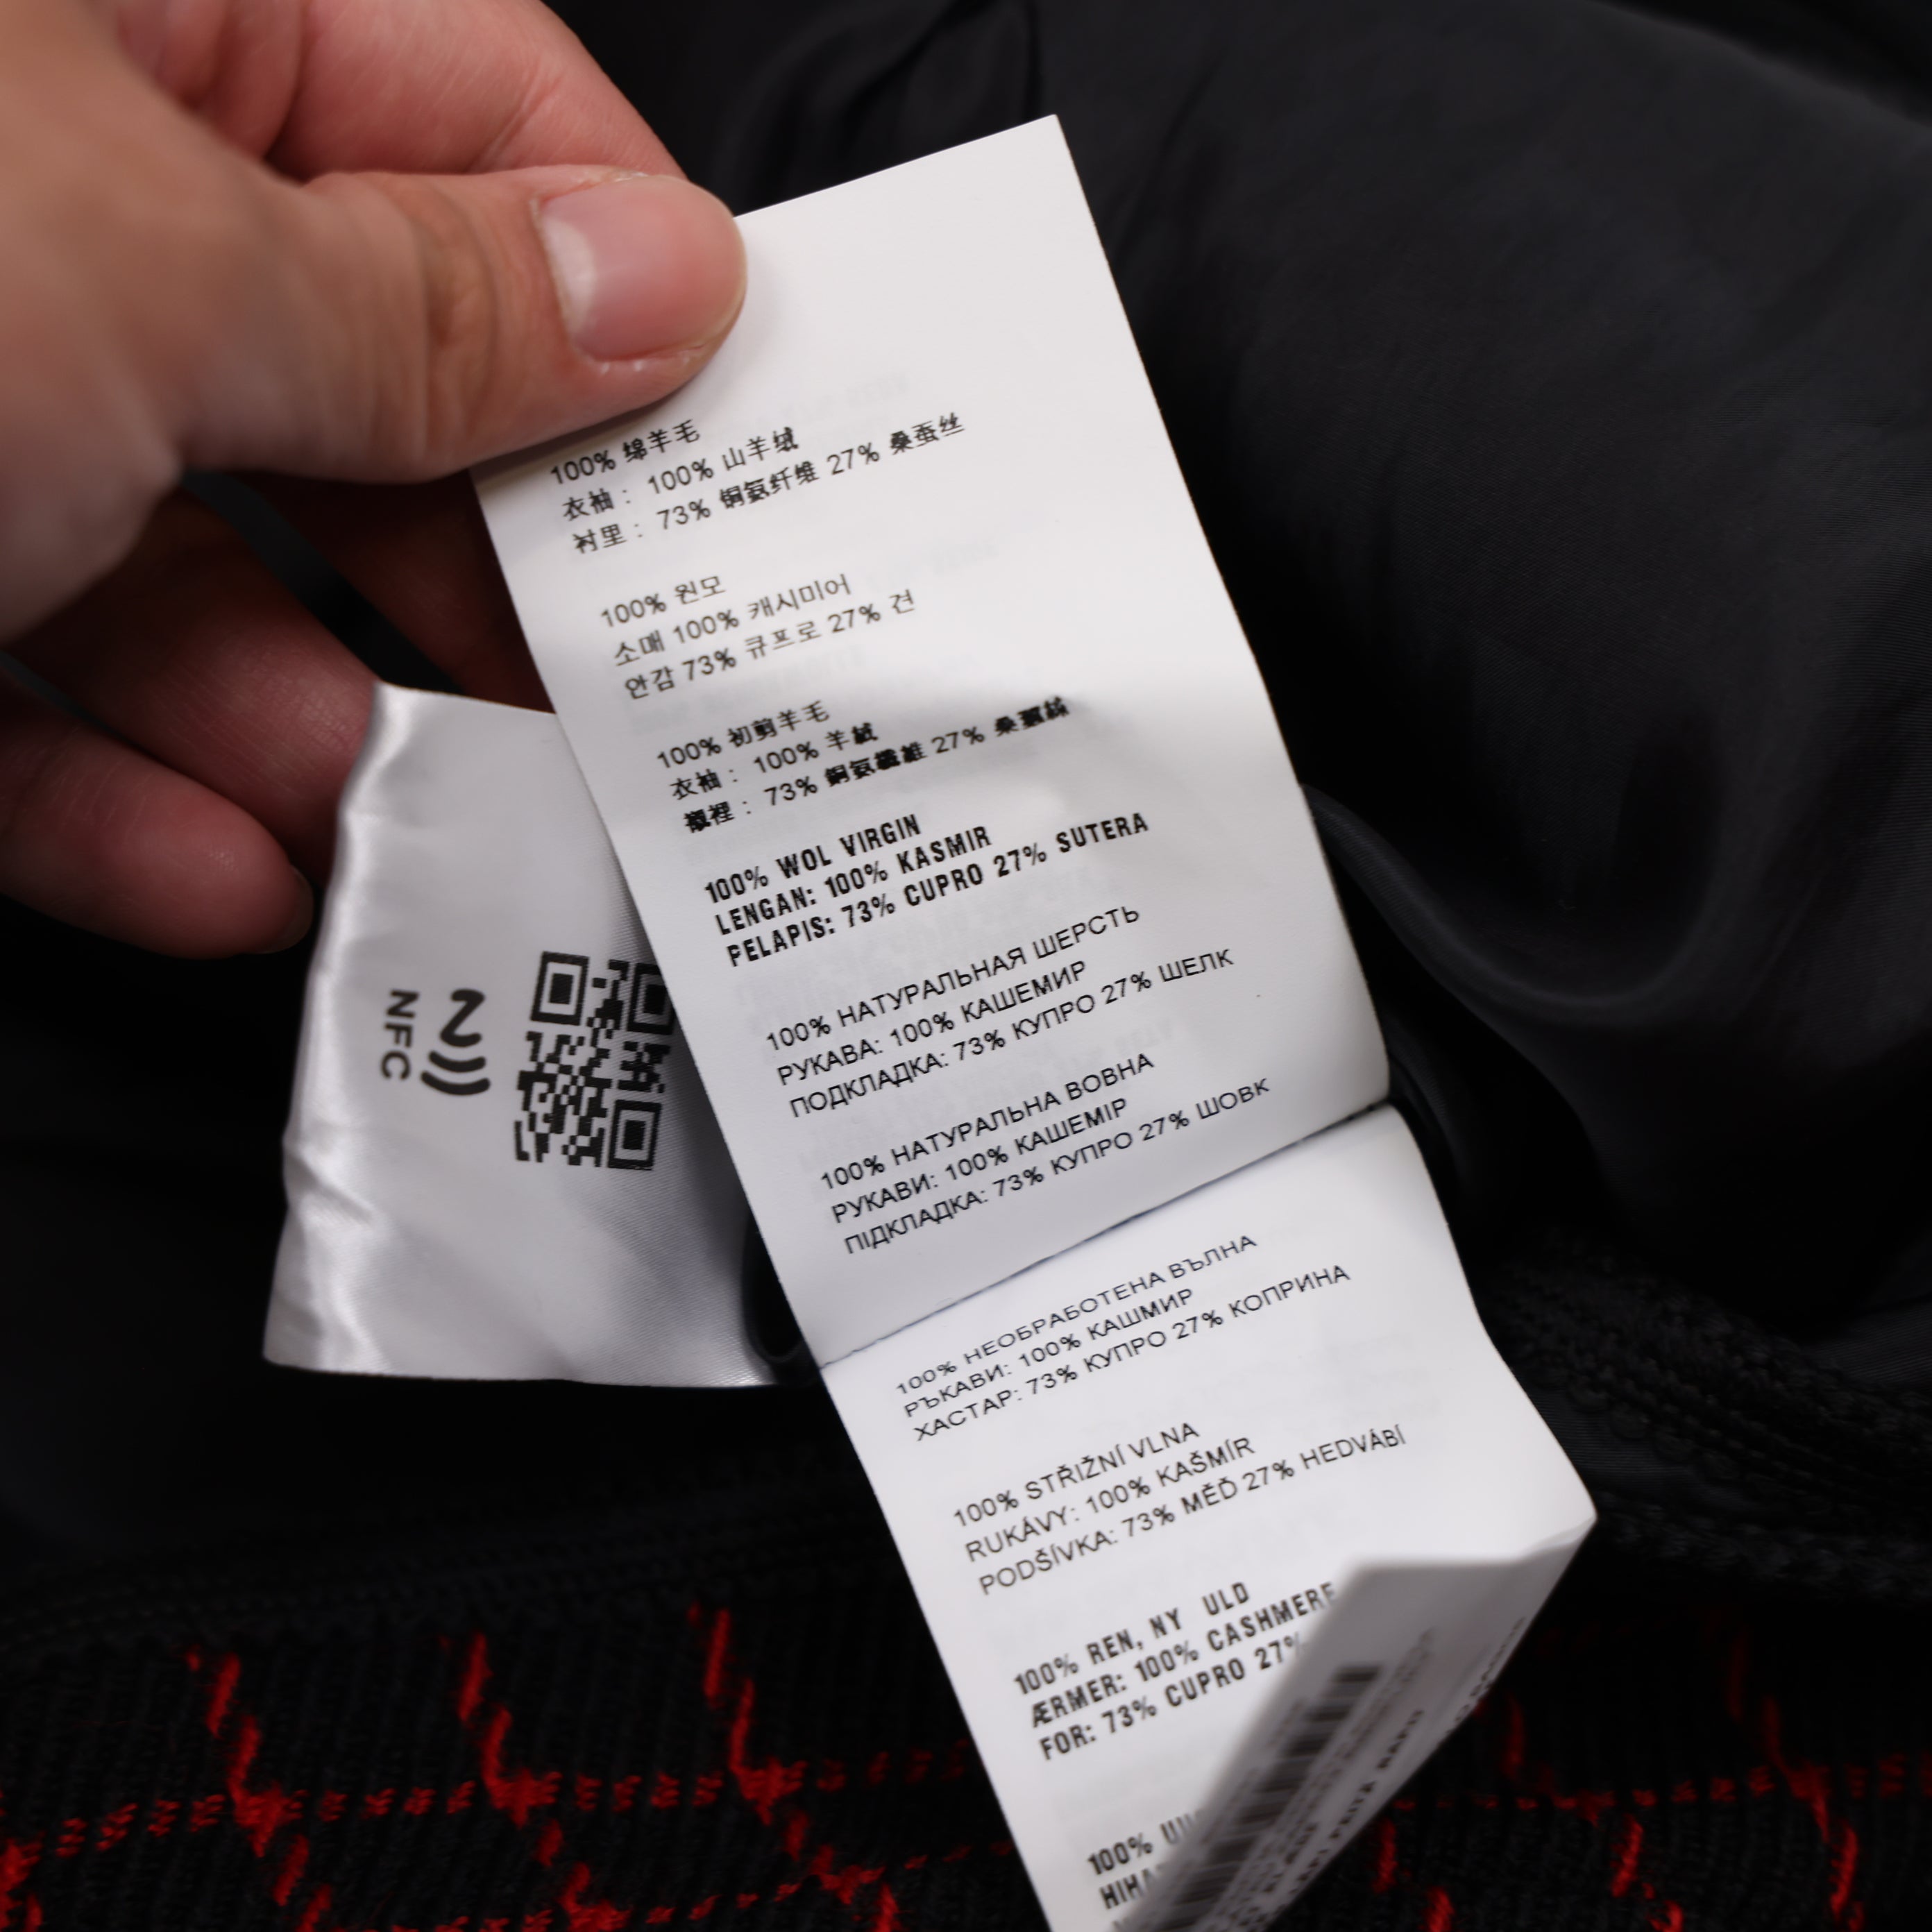 100% 绵羊毛
衣袖： 100% 山羊绒
衬里： 73% 铜氨纤维 27% 桑蚕丝
100% 원모
소매 100% 캐시미어
안감 73% 큐프로 27% 견
100% 初剪羊毛
衣袖： 100% 羊絨
襯裡： 73% 銅氨纖維 27% 桑蠶絲
100% WOL VIRGIN
LENGAN: 100% KASMIR
PELAPIS: 73% CUPRO 27% SUTERA
100% НАТУРАЛЬНАЯ ШЕРСТЬ
РУКАВА: 100% КАШЕМИР
ПОДКЛАДКА: 73% КУПРО 27% ШЕЛК
100% НАТУРАЛЬНА ВОВНА
РУКАВИ: 100% КАШЕМІР
ПІДКЛАДКА: 73% КУПРО 27% ШОВК
100% НЕОБРАБОТЕНА ВЪЛНА
РЪКАВИ: 100% КАШМИР
ХАСТАР: 73% КУПРО 27% КОПРИНА
100% STŘIŽNÍ VLNA
RUKÁVY: 100% KAŠMÍR
PODŠÍVKA: 73% MĚĎ 27% HEDVÁBÍ
100% REN, NY ULD
ÆRMER: 100% CASHMERE
FOR: 73% CUPRO 27%
100%
NFC